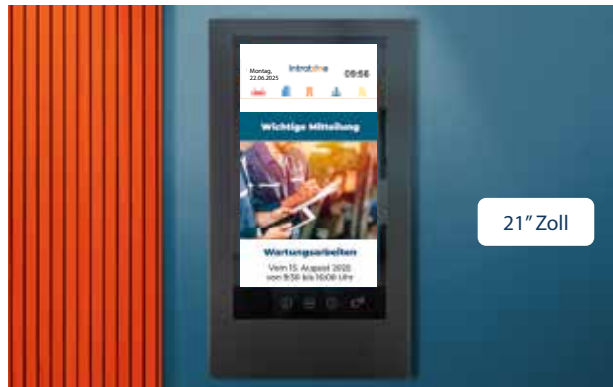 Montag,
22.06.2025
intratone
09:56
Wichtige Mitteilung
Wartungsarbeiten
Vom 15. August 2025
von 9:30 bis 16:00 Uhr
21" Zoll